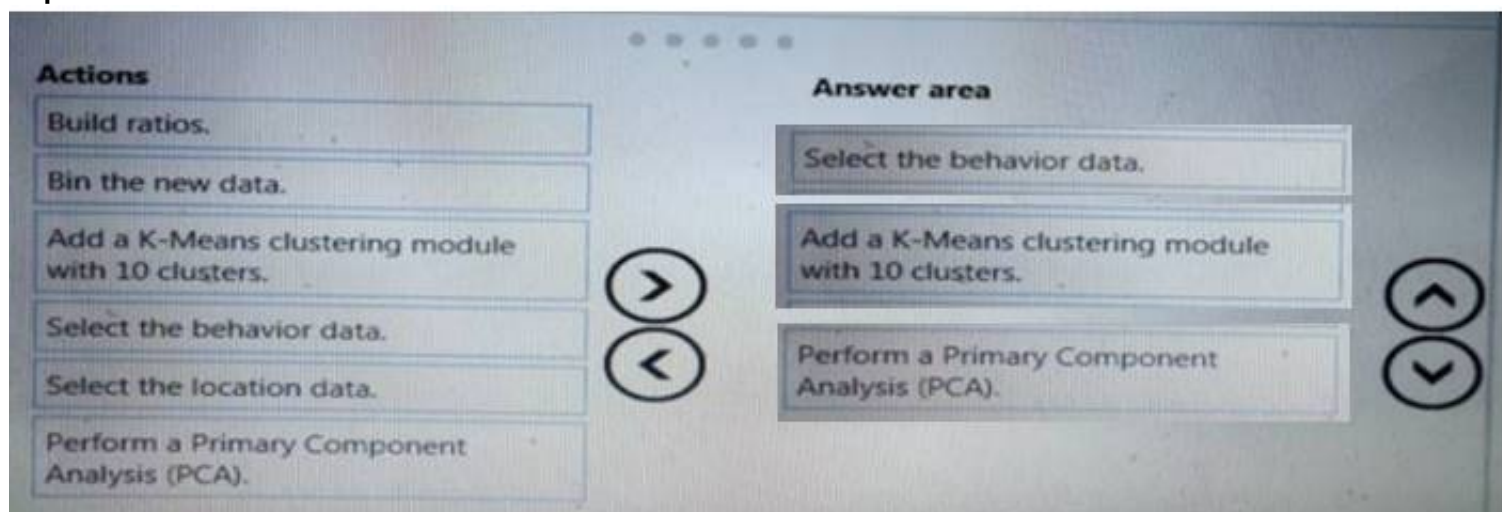 Actions
Build ratios.
Bin the new data.
Add a K-Means clustering module
with 10 clusters.
Select the behavior data.
Select the location data.
Perform a Primary Component
Analysis (PCA).
Answer area
Select the behavior data.
Add a K-Means clustering module
with 10 clusters.
Perform a Primary Component
Analysis (PCA).